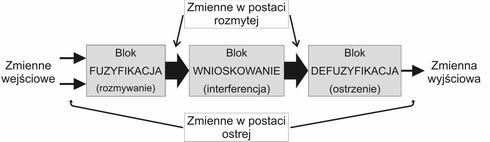 Zmienne w postaci
rozmytej
Zmienne
wejściowe
Blok
FUZYFIKACJA
(rozmywanie)
Blok
WNIOSKOWANIE
(interferencja)
Blok
DEFUZYFIKACJA
(ostrzenie)
Zmienna
wyjściowa
Zmienne w postaci
ostrej